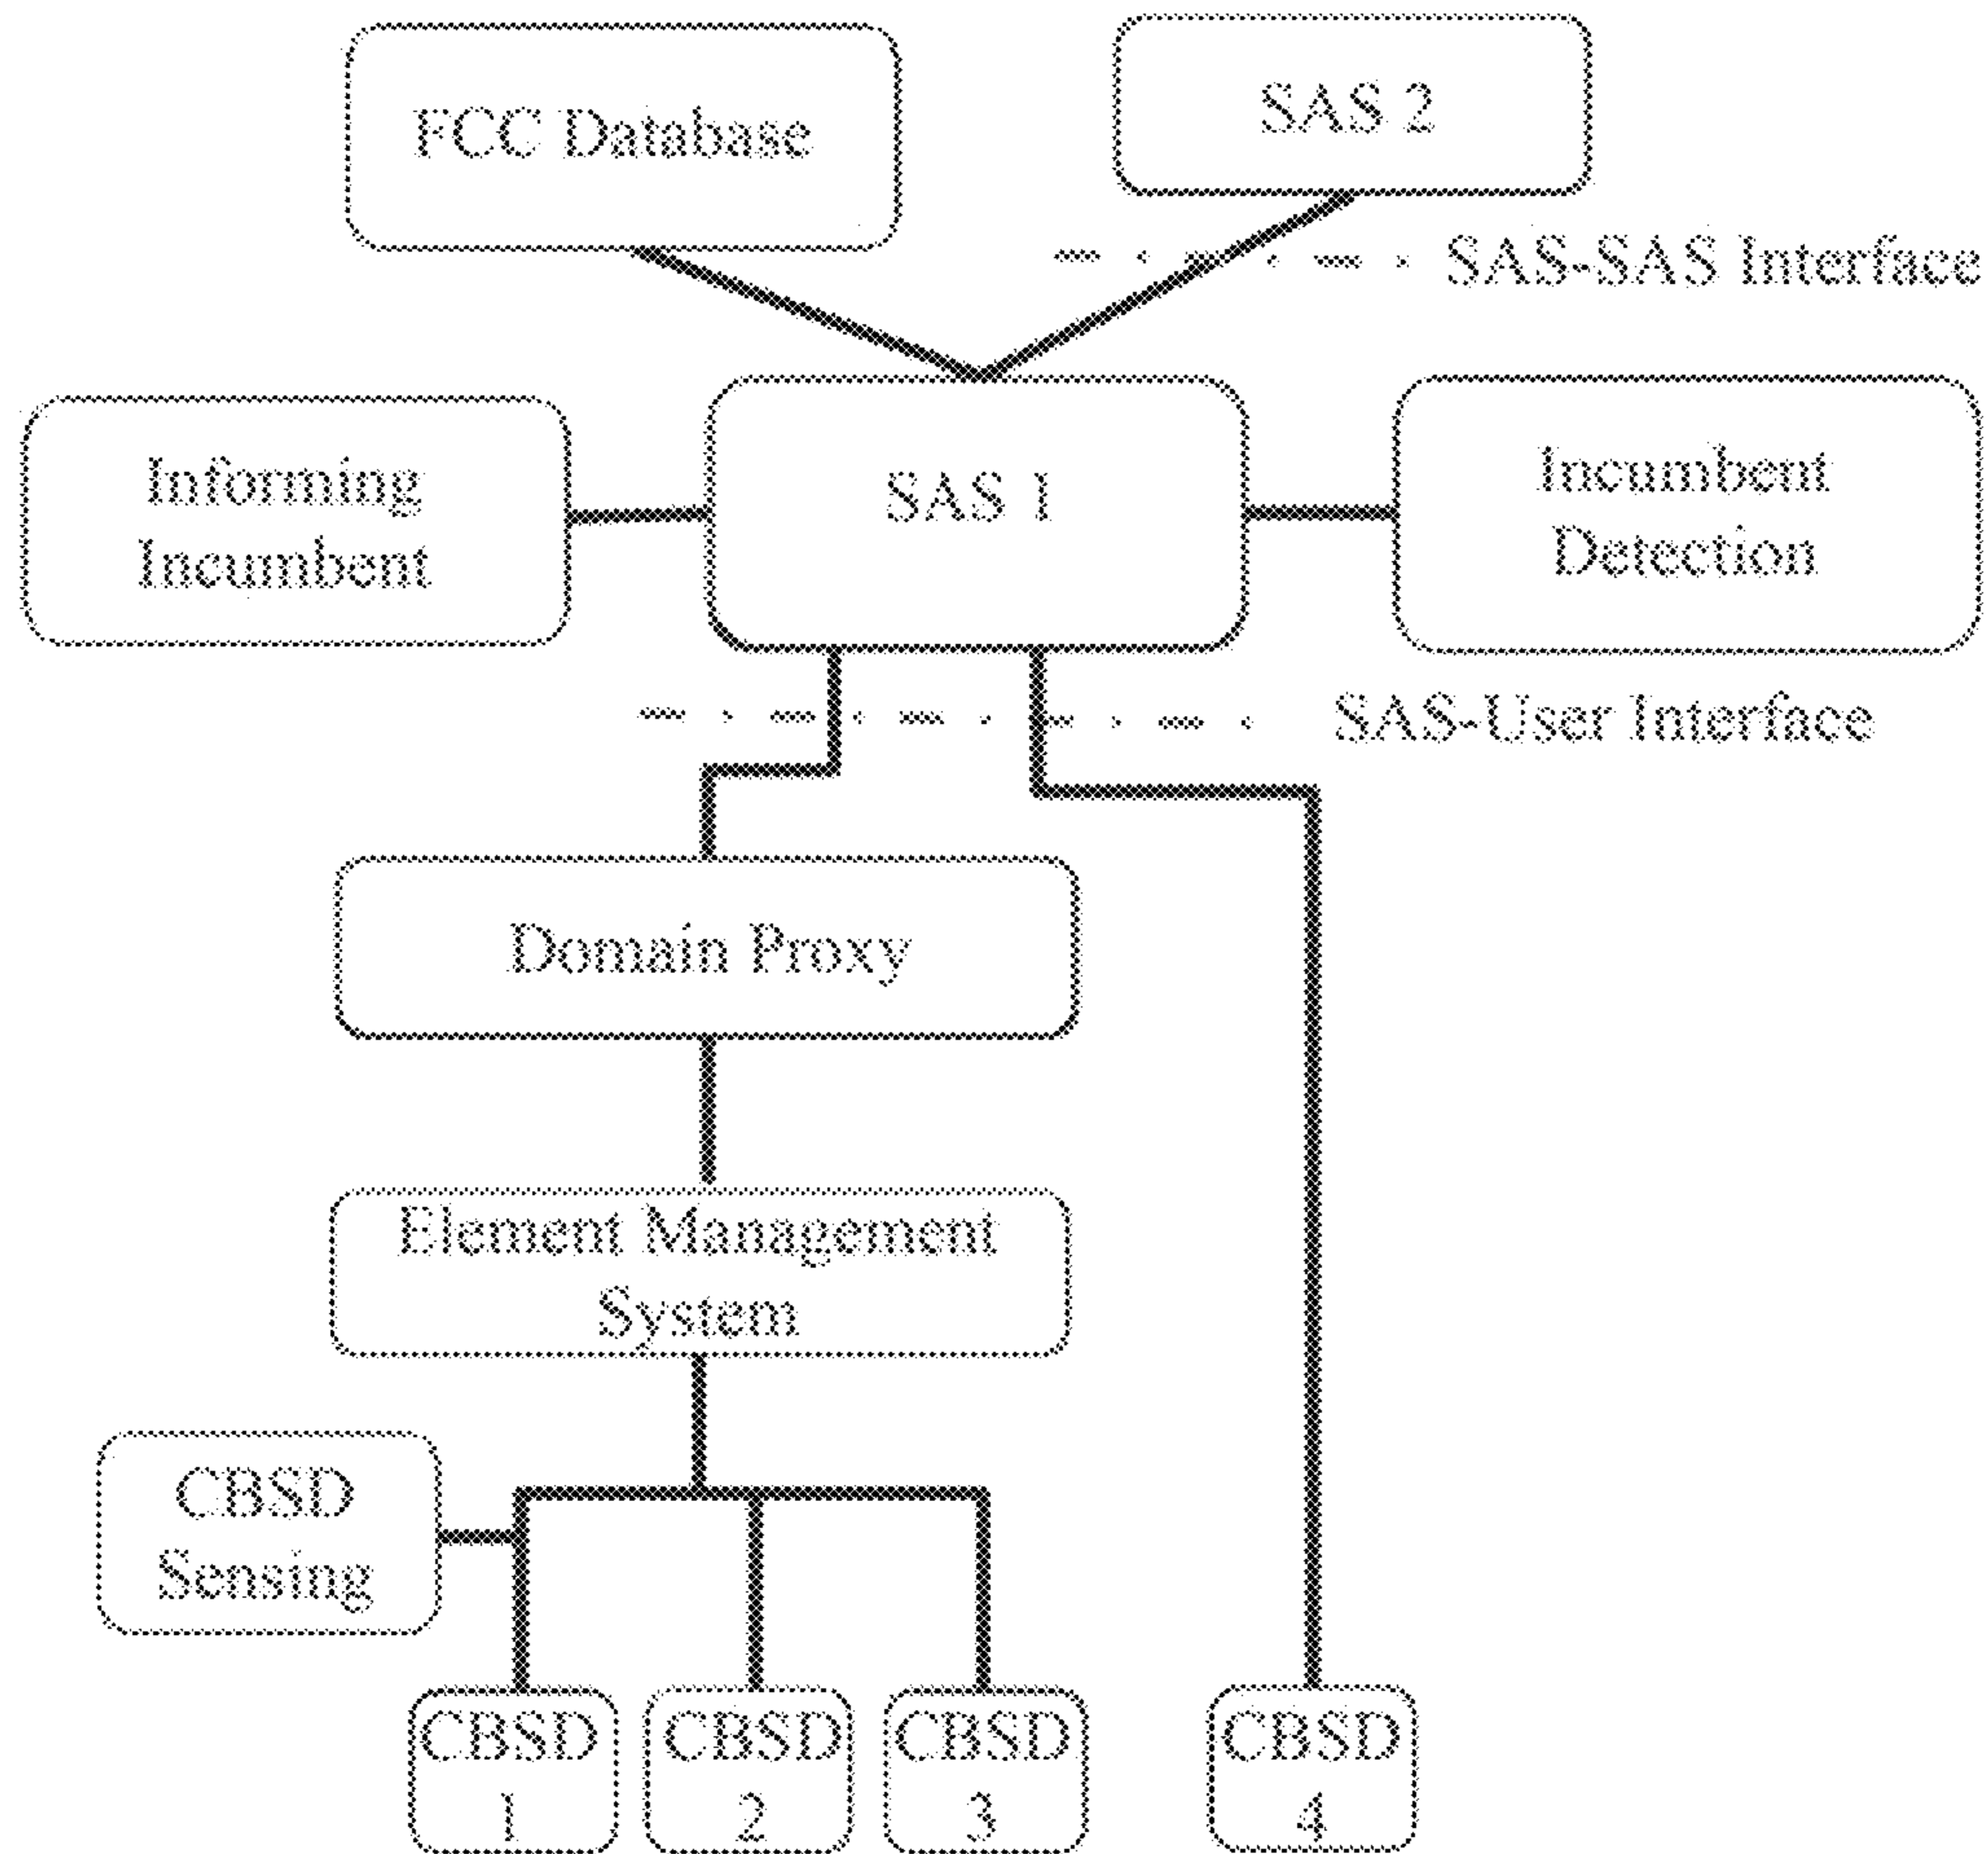 FCC Database
SAS 2
SAS-SAS Interface
Informing
Incumbent
SAS 1
Incumbent
Detection
SAS-User Interface
Domain Proxy
Element Management
System
CBSD
Sensing
CBSD
1
CBSD
2
CBSD
3
CBSD
4